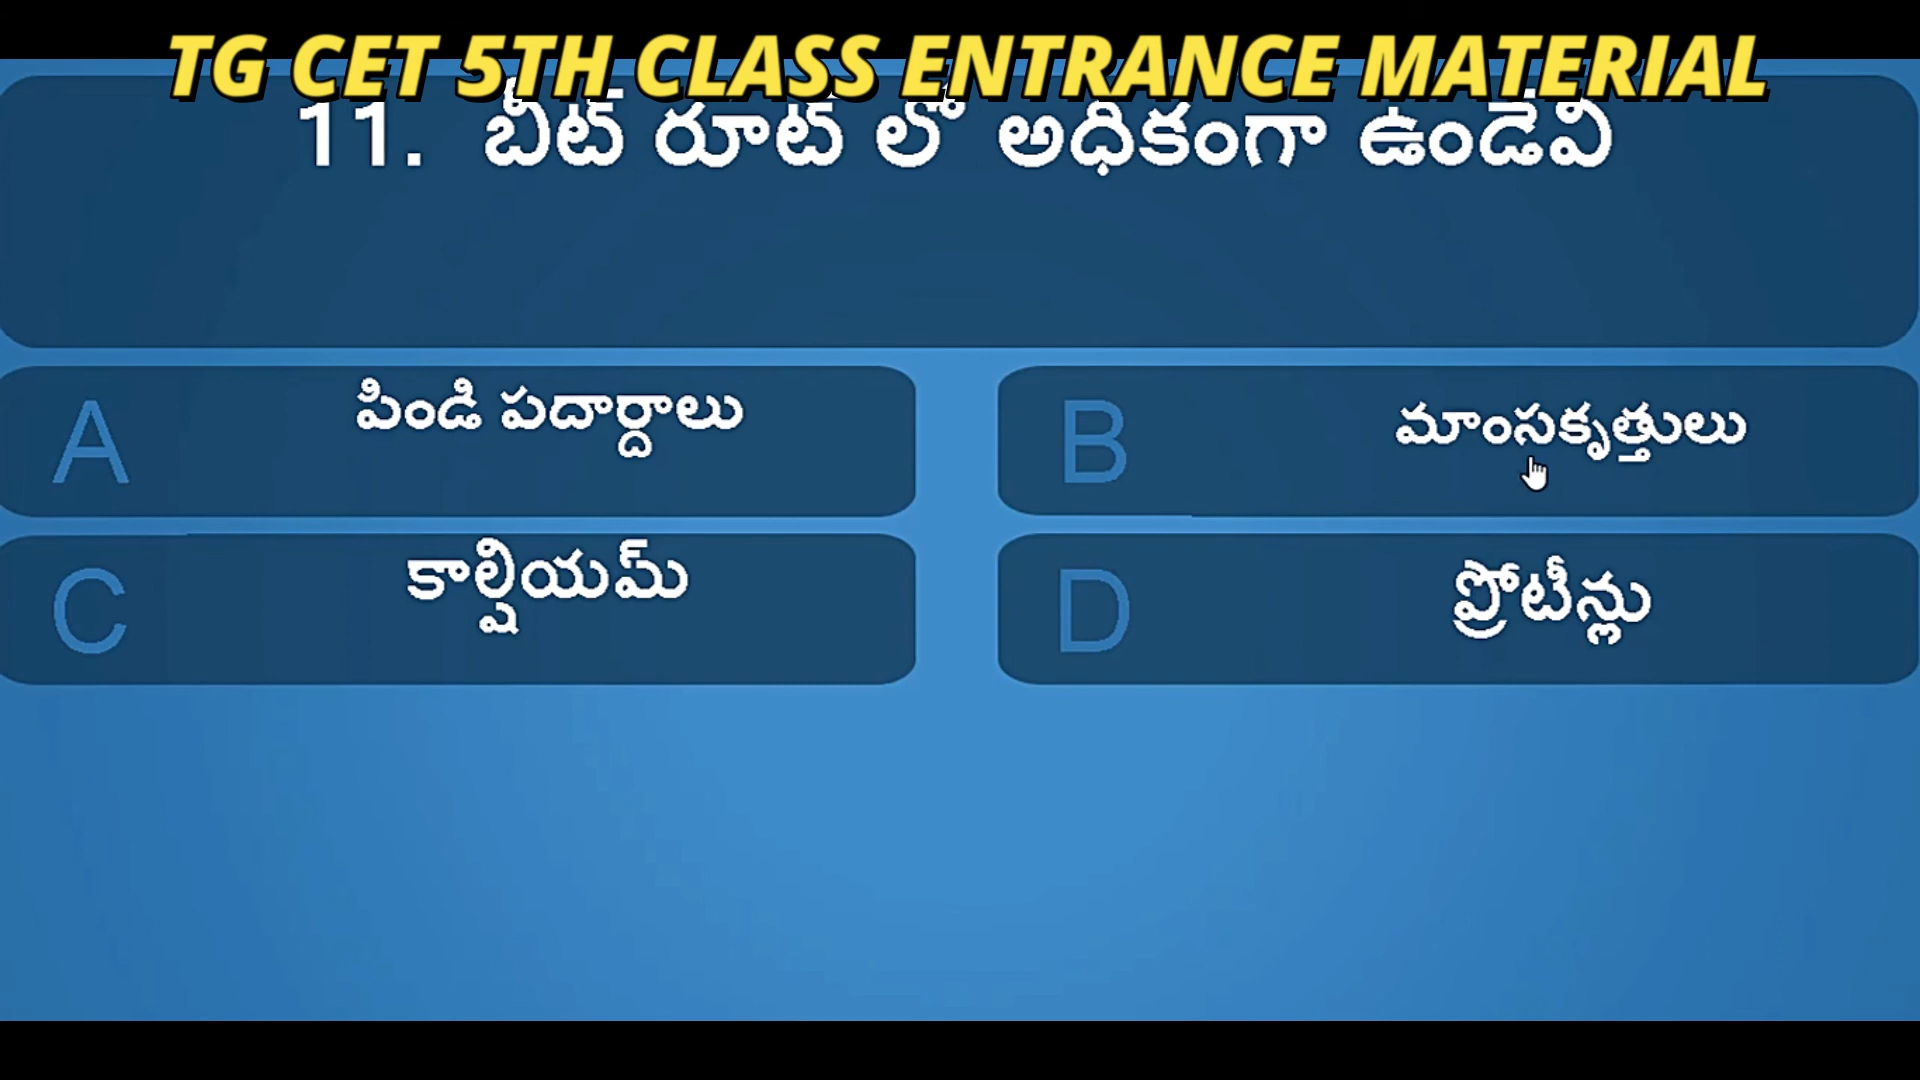 TG CET 5TH CLASS ENTRANCE MATERIAL
11. బీట్ రూట్ లో అధికంగా ఉండేవి
A పిండి పదార్దాలు
B మాంసకృత్తులు
C కాల్షియమ్
D ప్రోటీన్లు